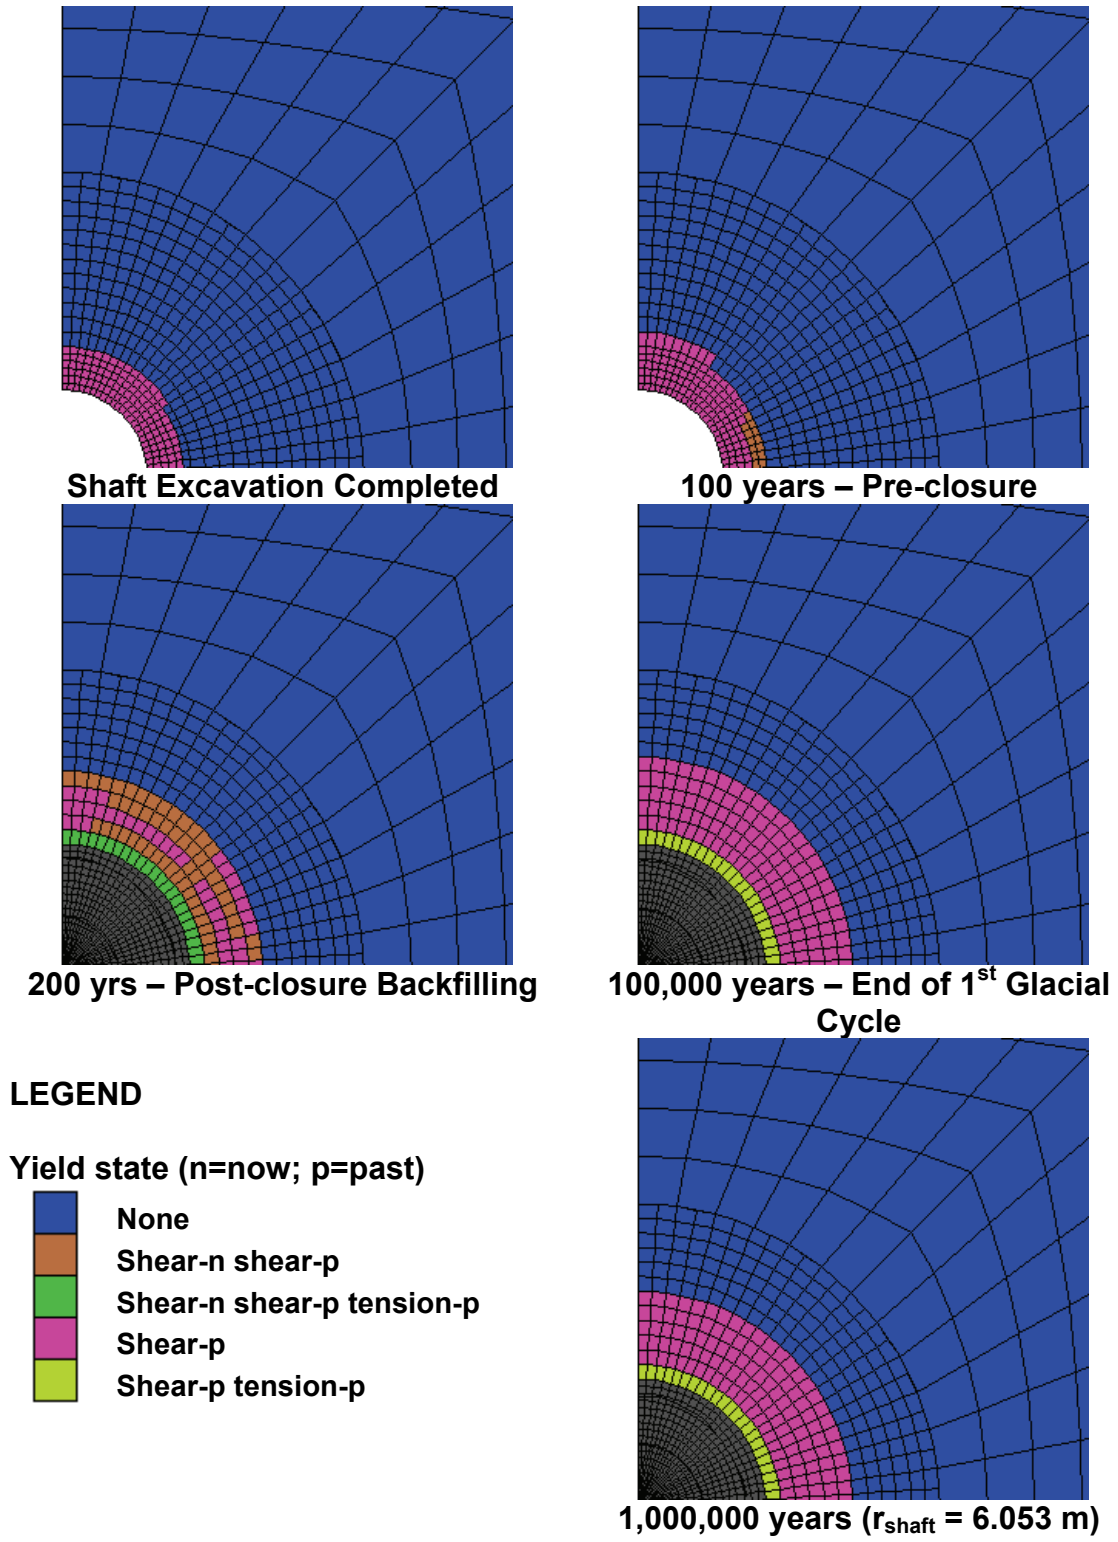 Shaft Excavation Completed
100 years – Pre-closure
200 yrs – Post-closure Backfilling
100,000 years – End of 1st Glacial
Cycle
LEGEND
Yield state (n=now; p=past)
None
Shear-n shear-p
Shear-n shear-p tension-p
Shear-p
Shear-p tension-p
1,000,000 years (rshaft = 6.053 m)